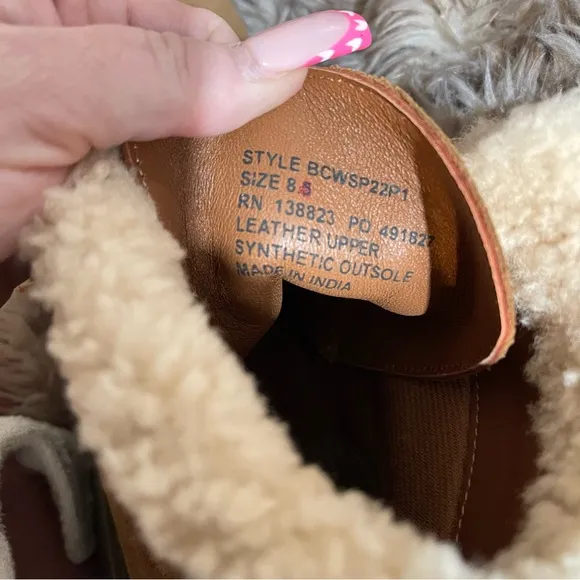 STYLE BCWSP22P1
SIZE 8.5
RN 138823 PO 491827
LEATHER UPPER
SYNTHETIC OUTSOLE
MADE IN INDIA